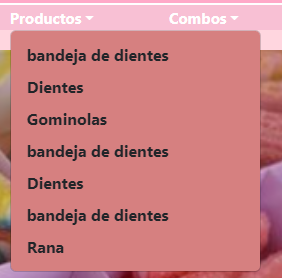 Productos Combos
bandeja de dientes
Dientes
Gominolas
bandeja de dientes
Dientes
bandeja de dientes
Rana